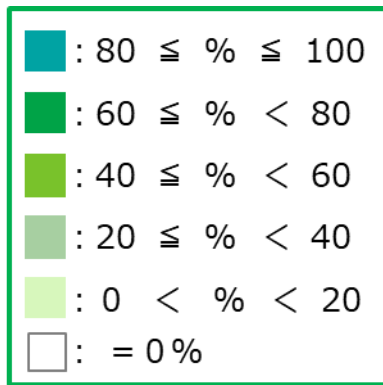 : 80 ≦ % ≦ 100
: 60 ≦ % < 80
: 40 ≦ % < 60
: 20 ≦ % < 40
: 0 < % < 20
: = 0%